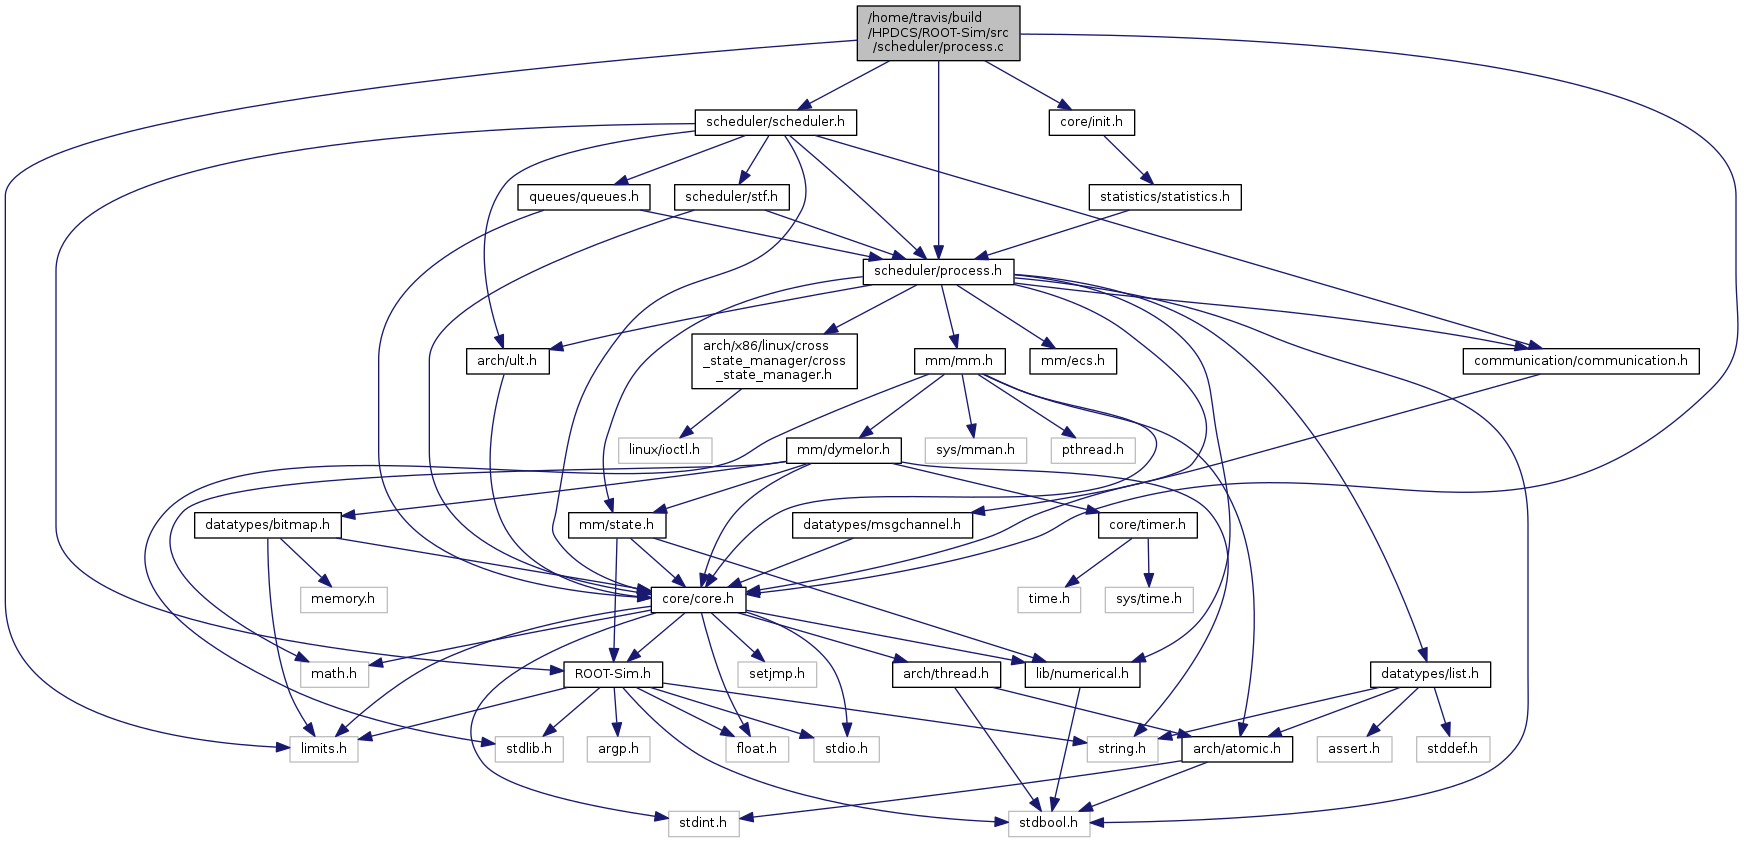 /home/travis/build
/HPDCS/ROOT-Sim/src
/scheduler/process.c
scheduler/scheduler.h
core/init.h
queues/queues.h
scheduler/stf.h
statistics/statistics.h
scheduler/process.h
arch/ult.h
arch/x86/linux/cross
_state_manager/cross
_state_manager.h
mm/mm.h
mm/ecs.h
communication/communication.h
linux/ioctl.h
mm/dymelor.h
sys/mman.h
pthread.h
datatypes/bitmap.h
mm/state.h
datatypes/msgchannel.h
core/timer.h
memory.h
core/core.h
time.h
sys/time.h
math.h
ROOT-Sim.h
setjmp.h
arch/thread.h
lib/numerical.h
datatypes/list.h
limits.h
stdlib.h
argp.h
float.h
stdio.h
string.h
arch/atomic.h
assert.h
stddef.h
stdint.h
stdbool.h